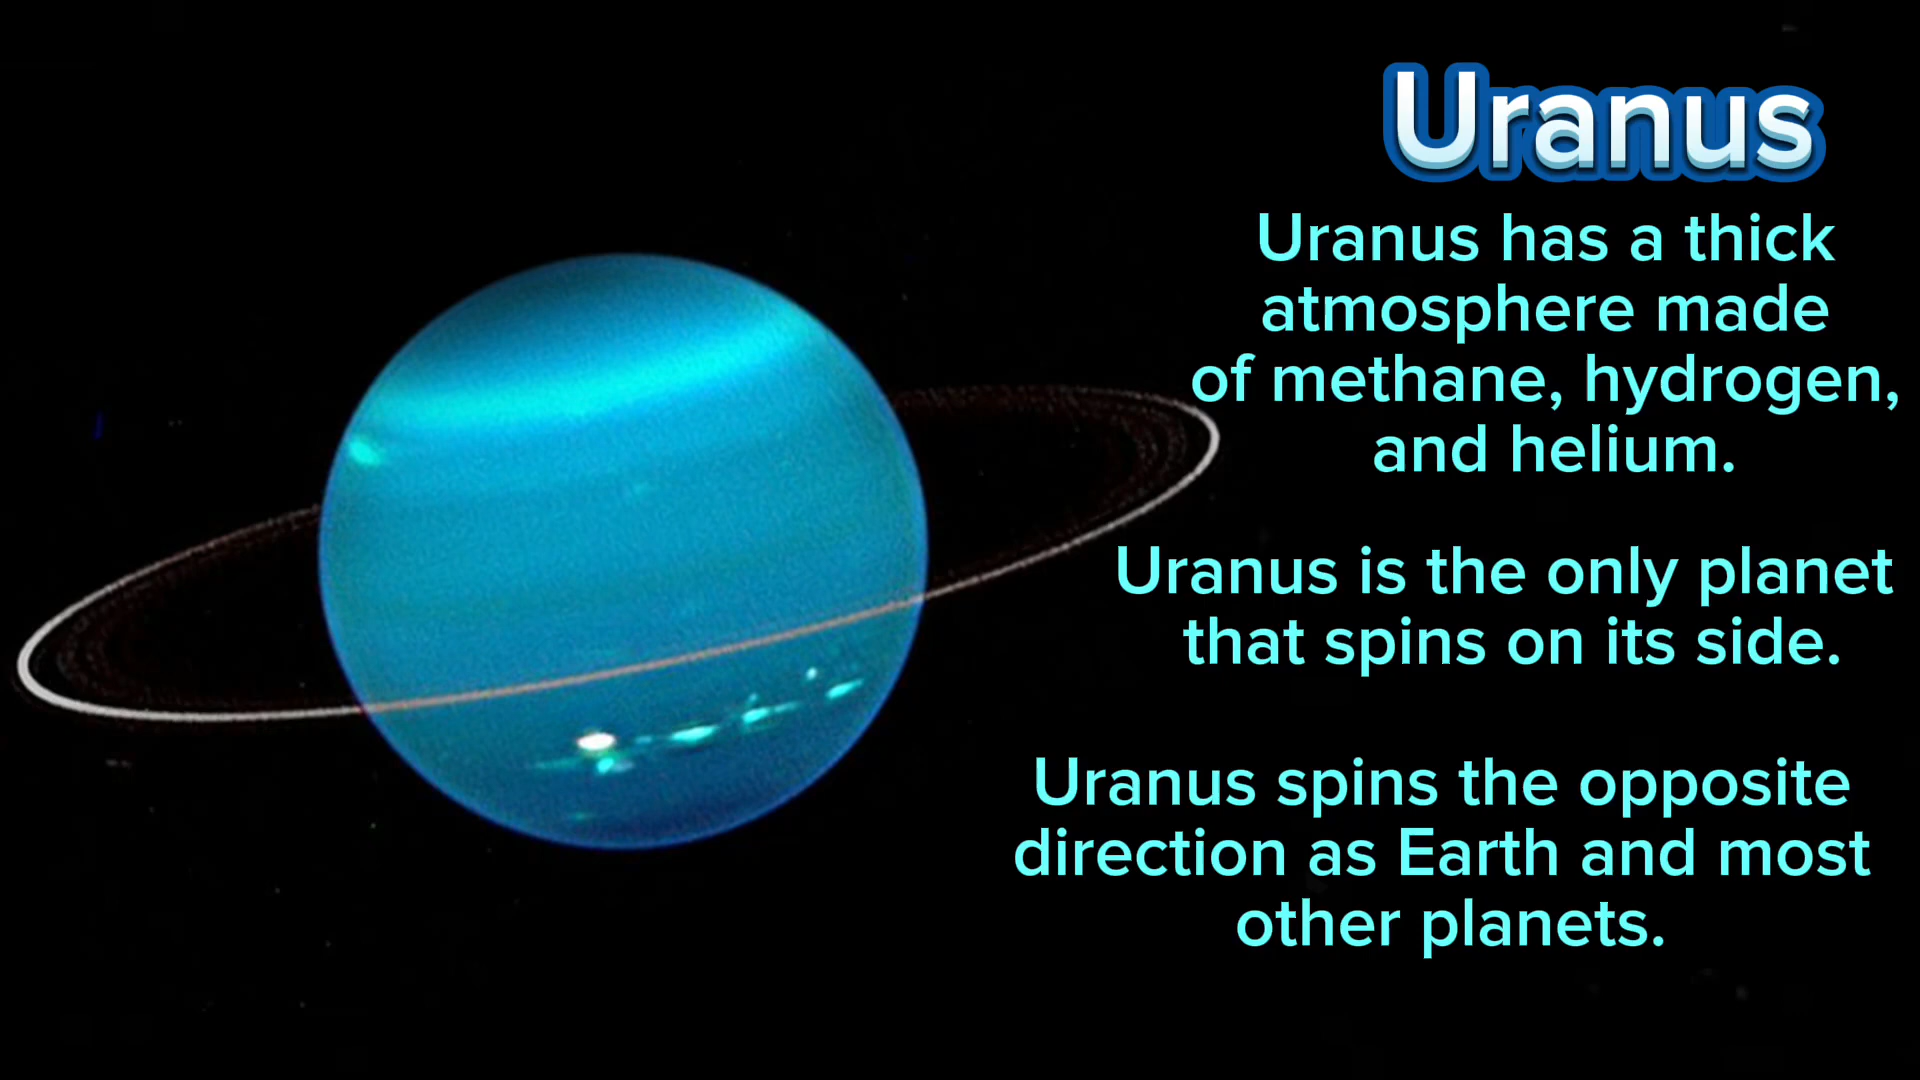 Uranus
Uranus has a thick
atmosphere made
of methane, hydrogen,
and helium.
Uranus is the only planet
that spins on its side.
Uranus spins the opposite
direction as Earth and most
other planets.